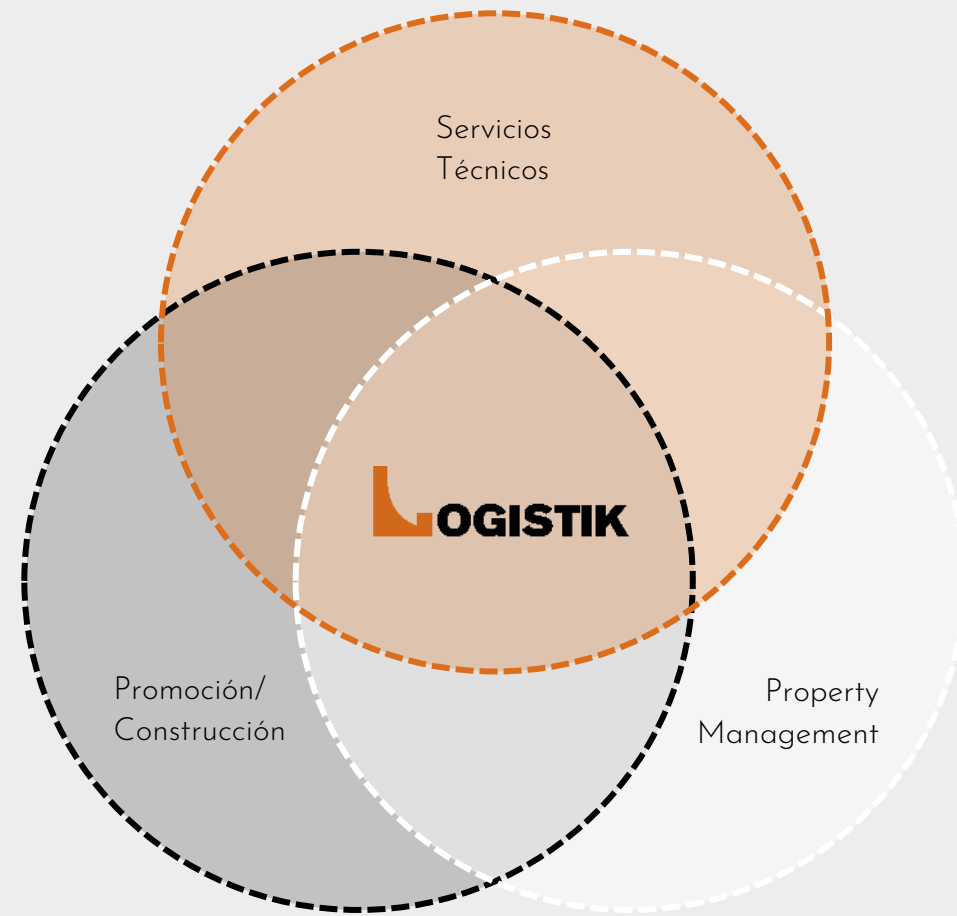 Servicios
Técnicos
LOGISTIK
Promoción/
Construcción
Property
Management